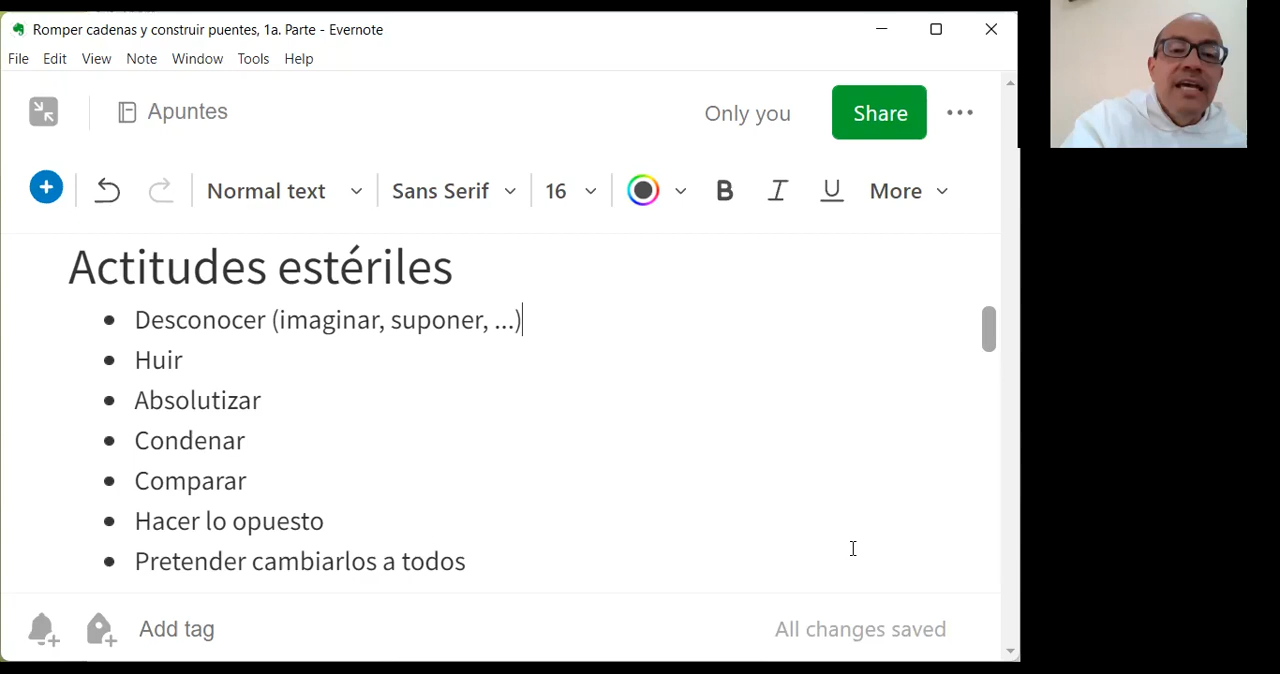 Romper cadenas y construir puentes, 1a. Parte - Evernote
File Edit View Note Window Tools Help
Apuntes
Only you
Share
Normal text
Sans Serif
16
B I U
More
Actitudes estériles
Desconocer (imaginar, suponer, ...)
Huir
Absolutizar
Condenar
Comparar
Hacer lo opuesto
Pretender cambiarlos a todos
Add tag
All changes saved